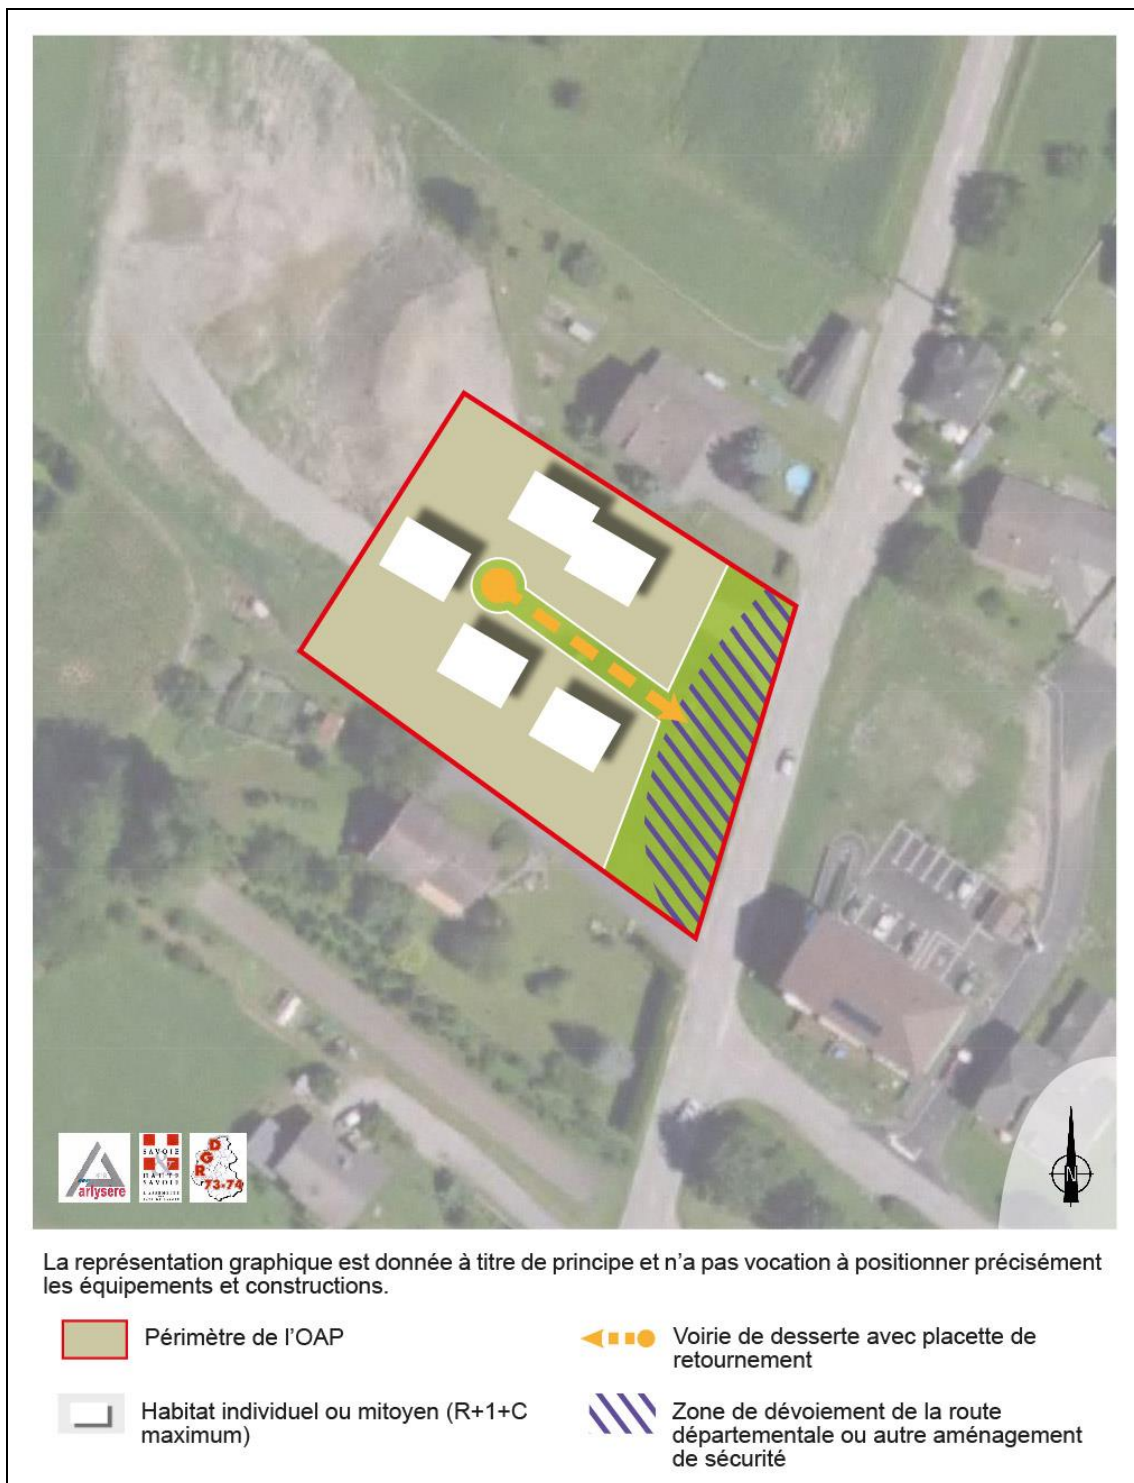 arlysere
SAVOIE
HAUTE
SAVOIE
DGR
73-74
N
La représentation graphique est donnée à titre de principe et n'a pas vocation à positionner précisément
les équipements et constructions.
Périmètre de l'OAP
Voirie de desserte avec placette de
retournement
Habitat individuel ou mitoyen (R+1+C
maximum)
Zone de dévoiement de la route
départementale ou autre aménagement
de sécurité